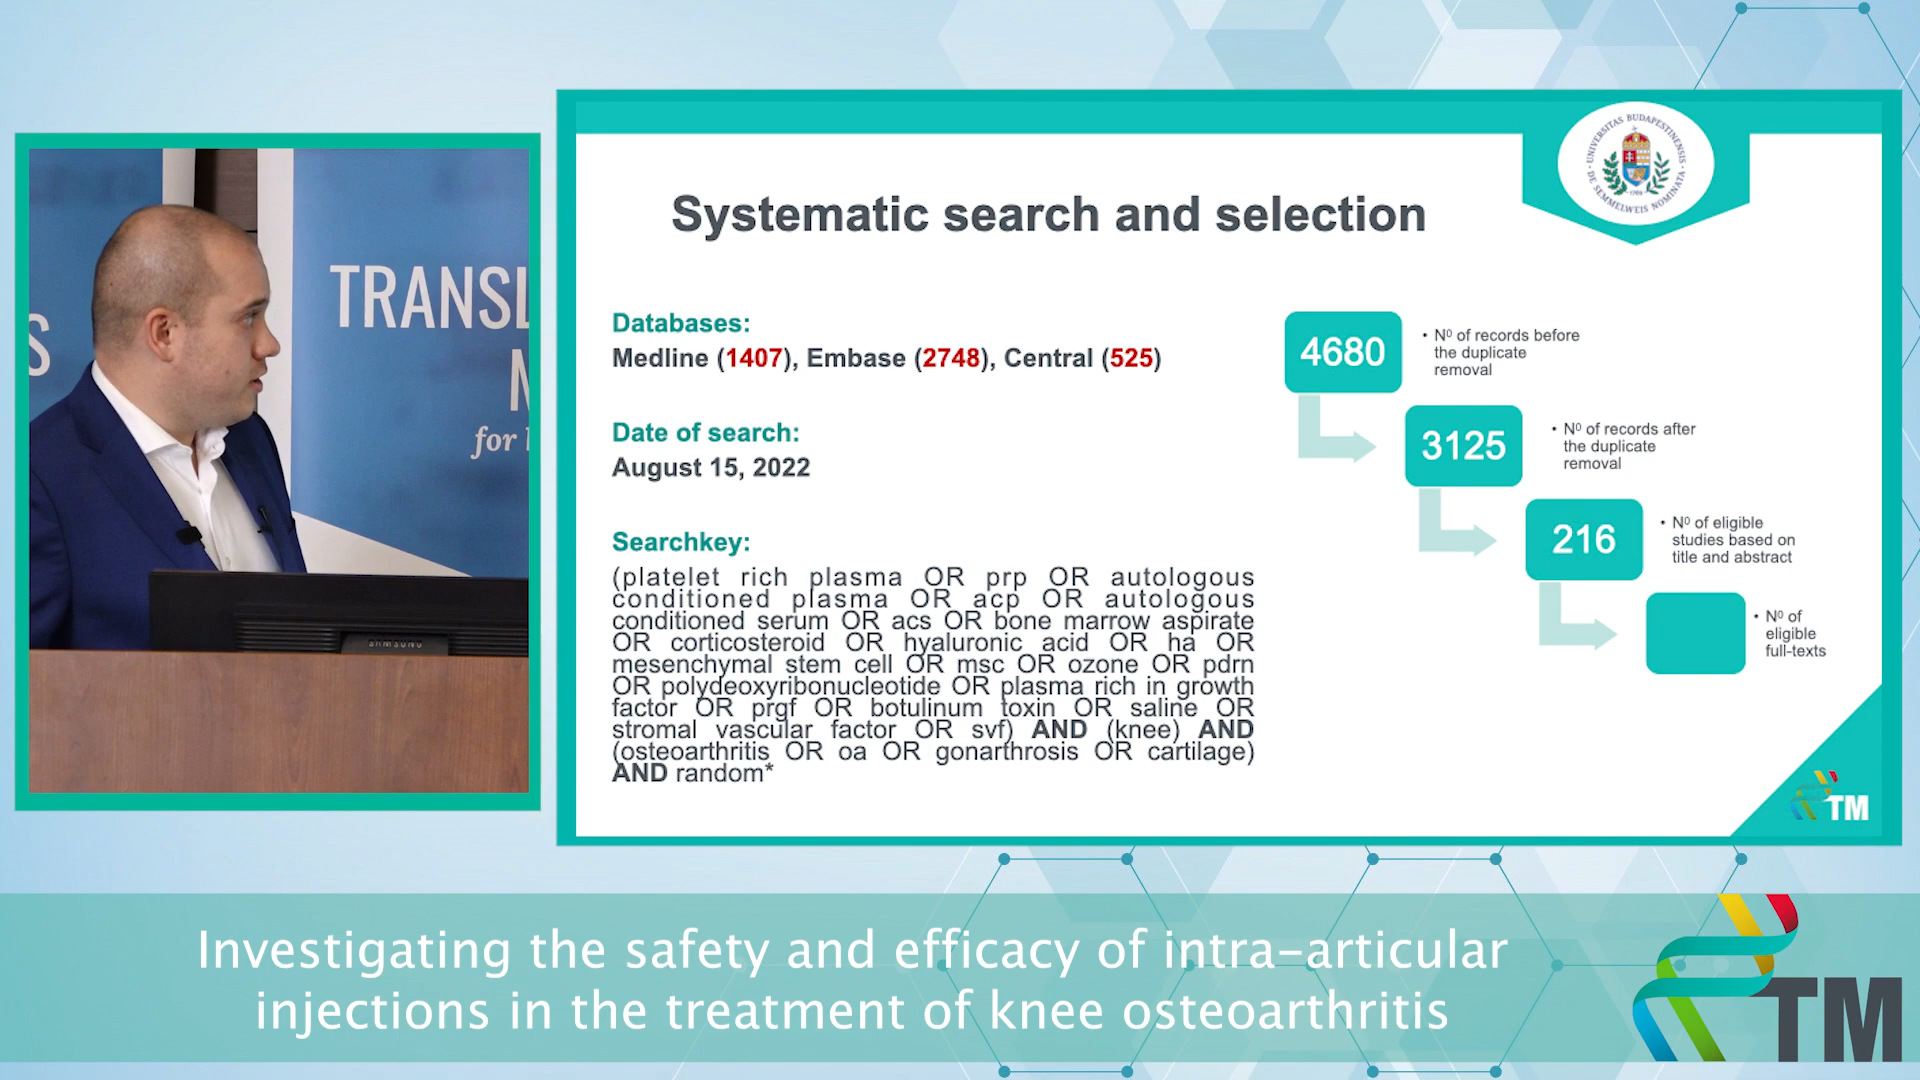 UNIVERSITAS BUDAPESTINENSIS
DE SEMMELWEIS NOMINATA
Systematic search and selection
Databases:
Medline (1407), Embase (2748), Central (525)
Date of search:
August 15, 2022
Searchkey:
(platelet rich plasma OR prp OR autologous
conditioned plasma OR acp OR autologous
conditioned serum OR acs OR bone marrow aspirate
OR corticosteroid OR hyaluronic acid OR ha OR
mesenchymal stem cell OR msc OR ozone OR pdrn
OR polydeoxyribonucleotide OR plasma rich in growth
factor OR prgf OR botulinum toxin OR saline OR
stromal vascular factor OR svf) AND (knee) AND
(osteoarthritis OR oa OR gonarthrosis OR cartilage)
AND random*
4680
• Nº of records before
the duplicate
removal
3125
• Nº of records after
the duplicate
removal
216
• Nº of eligible
studies based on
title and abstract
• Nº of
eligible
full-texts
TM
S
TRANSL
M
for
SAMSUNG
Investigating the safety and efficacy of intra-articular
injections in the treatment of knee osteoarthritis
TM